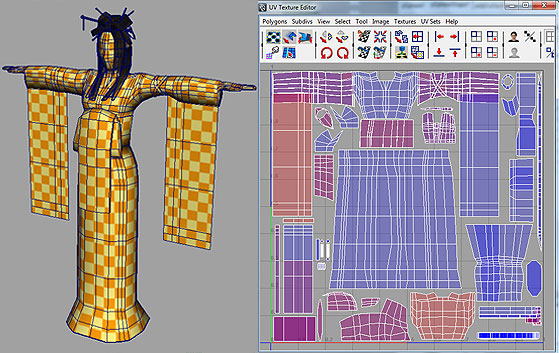 UV Texture Editor
Polygons Subdivs View Select Tool Image Textures UV Sets Help